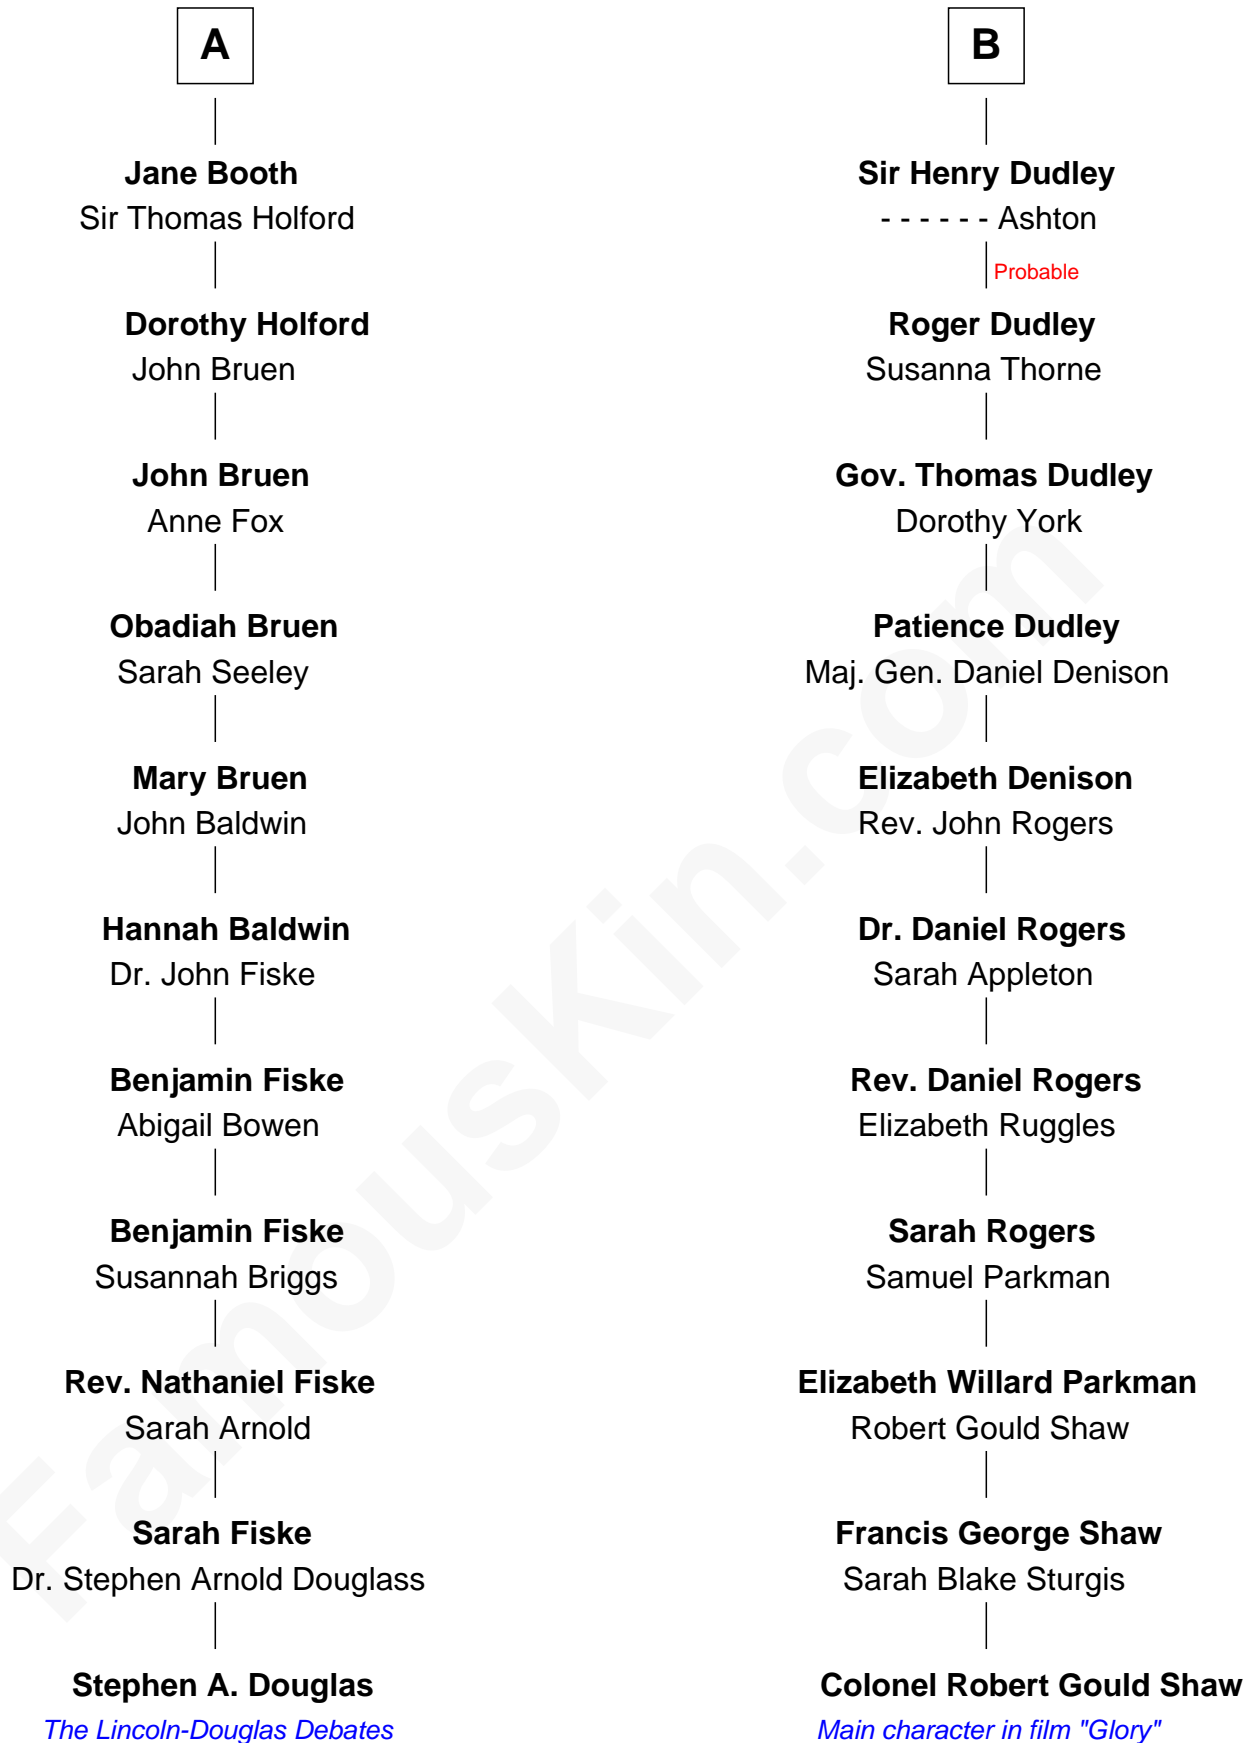 A
Jane Booth
Sir Thomas Holford
Dorothy Holford
John Bruen
John Bruen
Anne Fox
Obadiah Bruen
Sarah Seeley
Mary Bruen
John Baldwin
Hannah Baldwin
Dr. John Fiske
Benjamin Fiske
Abigail Bowen
Benjamin Fiske
Susannah Briggs
Rev. Nathaniel Fiske
Sarah Arnold
Sarah Fiske
Dr. Stephen Arnold Douglass
Stephen A. Douglas
The Lincoln-Douglas Debates
B
Sir Henry Dudley
- - - - - - Ashton
Probable
Roger Dudley
Susanna Thorne
Gov. Thomas Dudley
Dorothy York
Patience Dudley
Maj. Gen. Daniel Denison
Elizabeth Denison
Rev. John Rogers
Dr. Daniel Rogers
Sarah Appleton
Rev. Daniel Rogers
Elizabeth Ruggles
Sarah Rogers
Samuel Parkman
Elizabeth Willard Parkman
Robert Gould Shaw
Francis George Shaw
Sarah Blake Sturgis
Colonel Robert Gould Shaw
Main character in film "Glory"
FamousKin.com